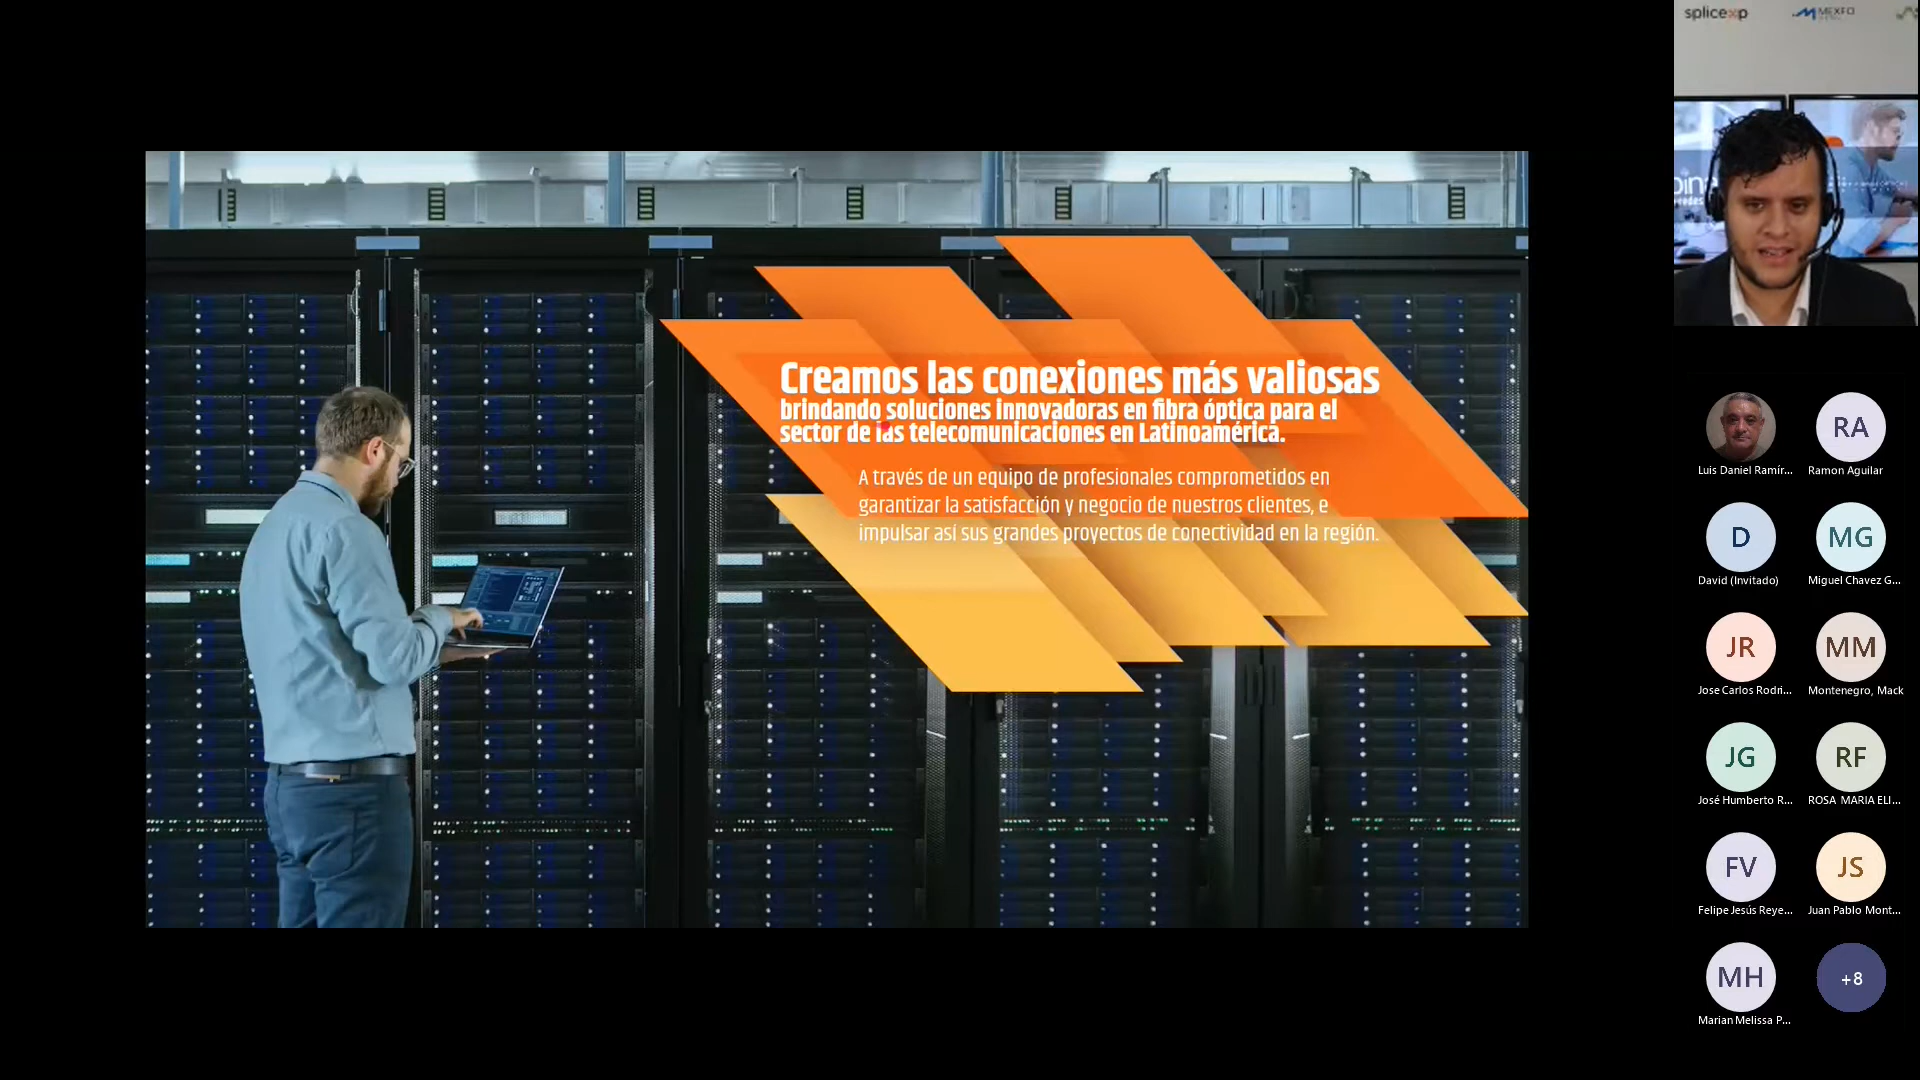 splicexp
MEXFO
Creamos las conexiones más valiosas
brindando soluciones innovadoras en fibra óptica para el
sector de las telecomunicaciones en Latinoamérica.
A través de un equipo de profesionales comprometidos en
garantizar la satisfacción y negocio de nuestros clientes, e
impulsar así sus grandes proyectos de conectividad en la región.
Luis Daniel Ramír...
RA
Ramon Aguilar
D
David (Invitado)
MG
Miguel Chavez G...
JR
Jose Carlos Rodri...
MM
Montenegro, Mack
JG
José Humberto R...
RF
ROSA MARIA ELI...
FV
Felipe Jesús Reye...
JS
Juan Pablo Mont...
MH
Marian Melissa P...
+8